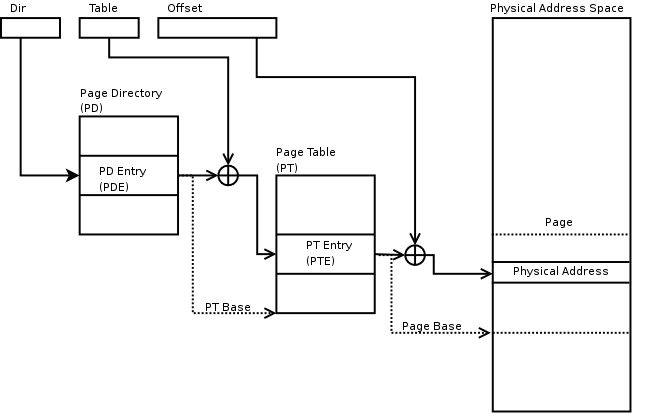 Dir
Table
Offset
Physical Address Space
Page Directory
(PD)
PD Entry
(PDE)
Page Table
(PT)
PT Entry
(PTE)
Page
Physical Address
PT Base
Page Base